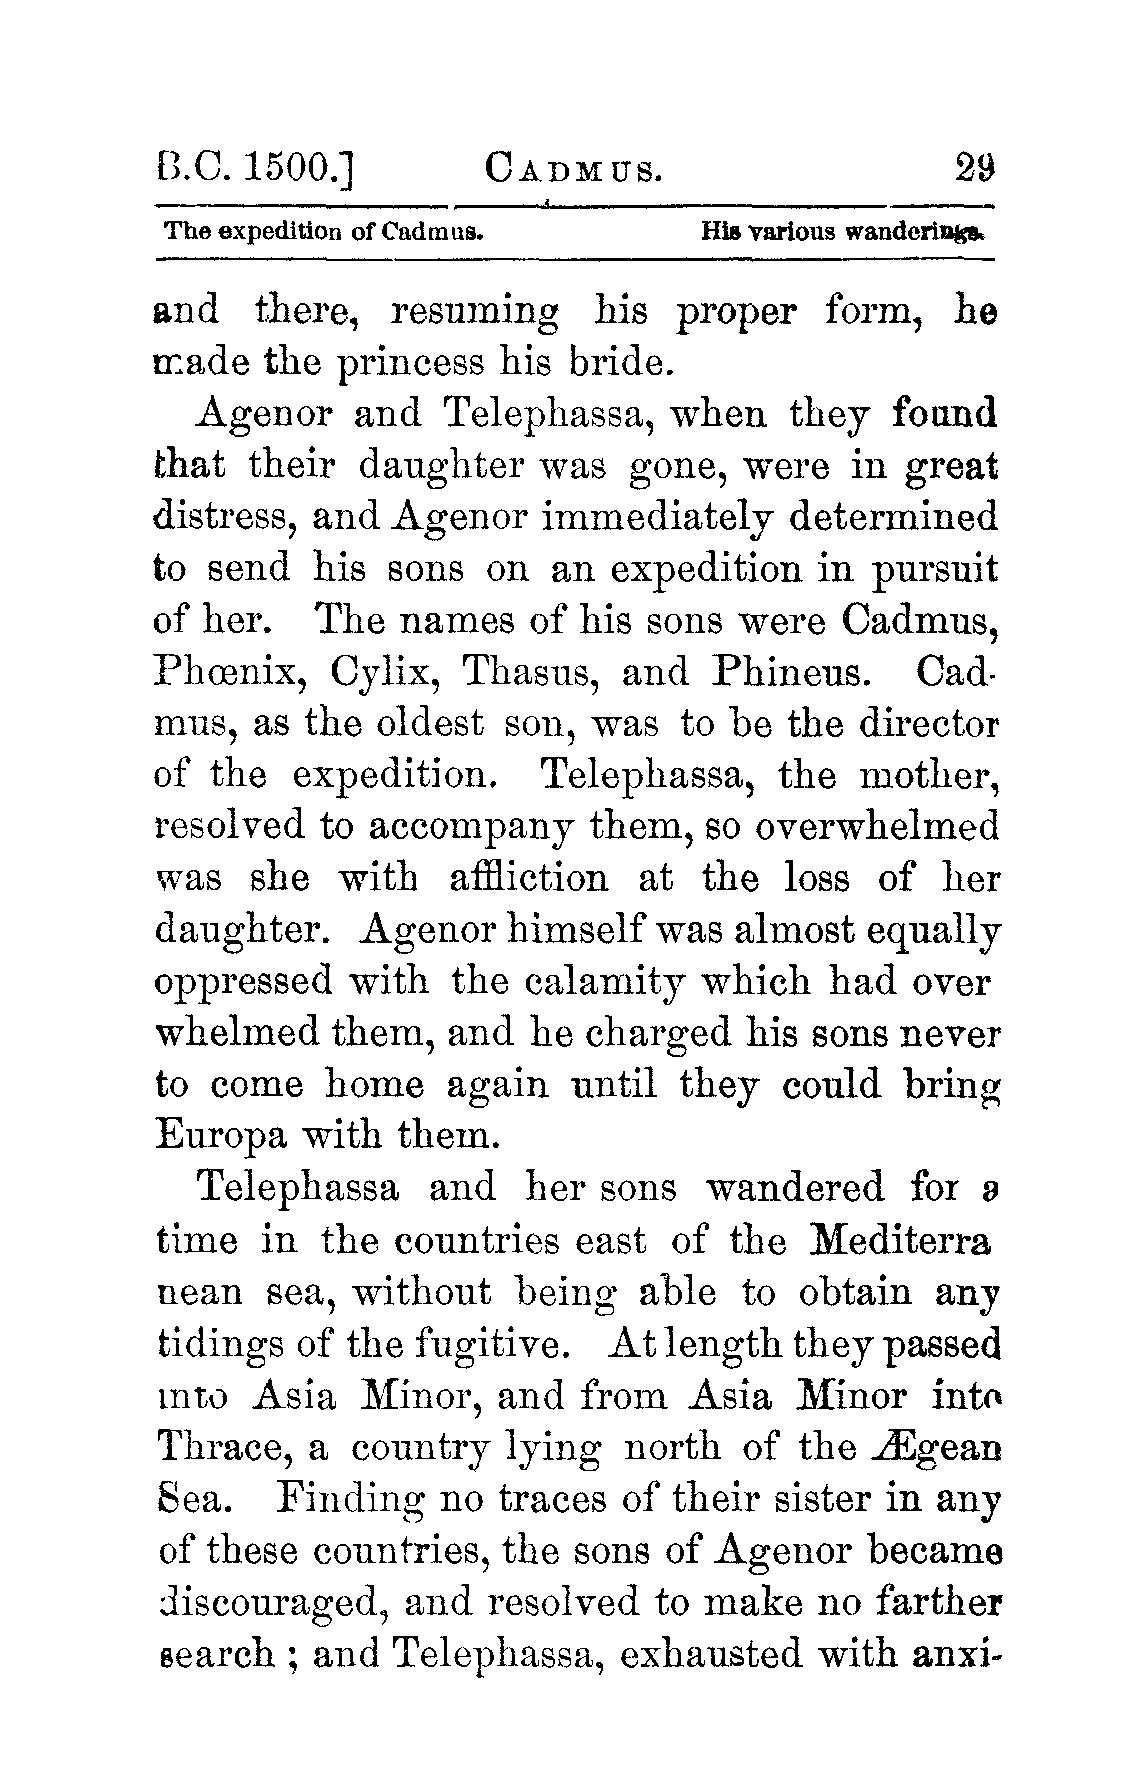 B.C. 1500.] CADMUS. 29
The expedition of Cadmus. His various wanderings.
and there, resuming his proper form, he
made the princess his bride.
Agenor and Telephassa, when they found
that their daughter was gone, were in great
distress, and Agenor immediately determined
to send his sons on an expedition in pursuit
of her. The names of his sons were Cadmus,
Phœnix, Cylix, Thasus, and Phineus. Cad-
mus, as the oldest son, was to be the director
of the expedition. Telephassa, the mother,
resolved to accompany them, so overwhelmed
was she with affliction at the loss of her
daughter. Agenor himself was almost equally
oppressed with the calamity which had over
whelmed them, and he charged his sons never
to come home again until they could bring
Europa with them.
Telephassa and her sons wandered for a
time in the countries east of the Mediterra
nean sea, without being able to obtain any
tidings of the fugitive. At length they passed
into Asia Minor, and from Asia Minor into
Thrace, a country lying north of the Ægean
Sea. Finding no traces of their sister in any
of these countries, the sons of Agenor became
discouraged, and resolved to make no farther
search ; and Telephassa, exhausted with anxi-